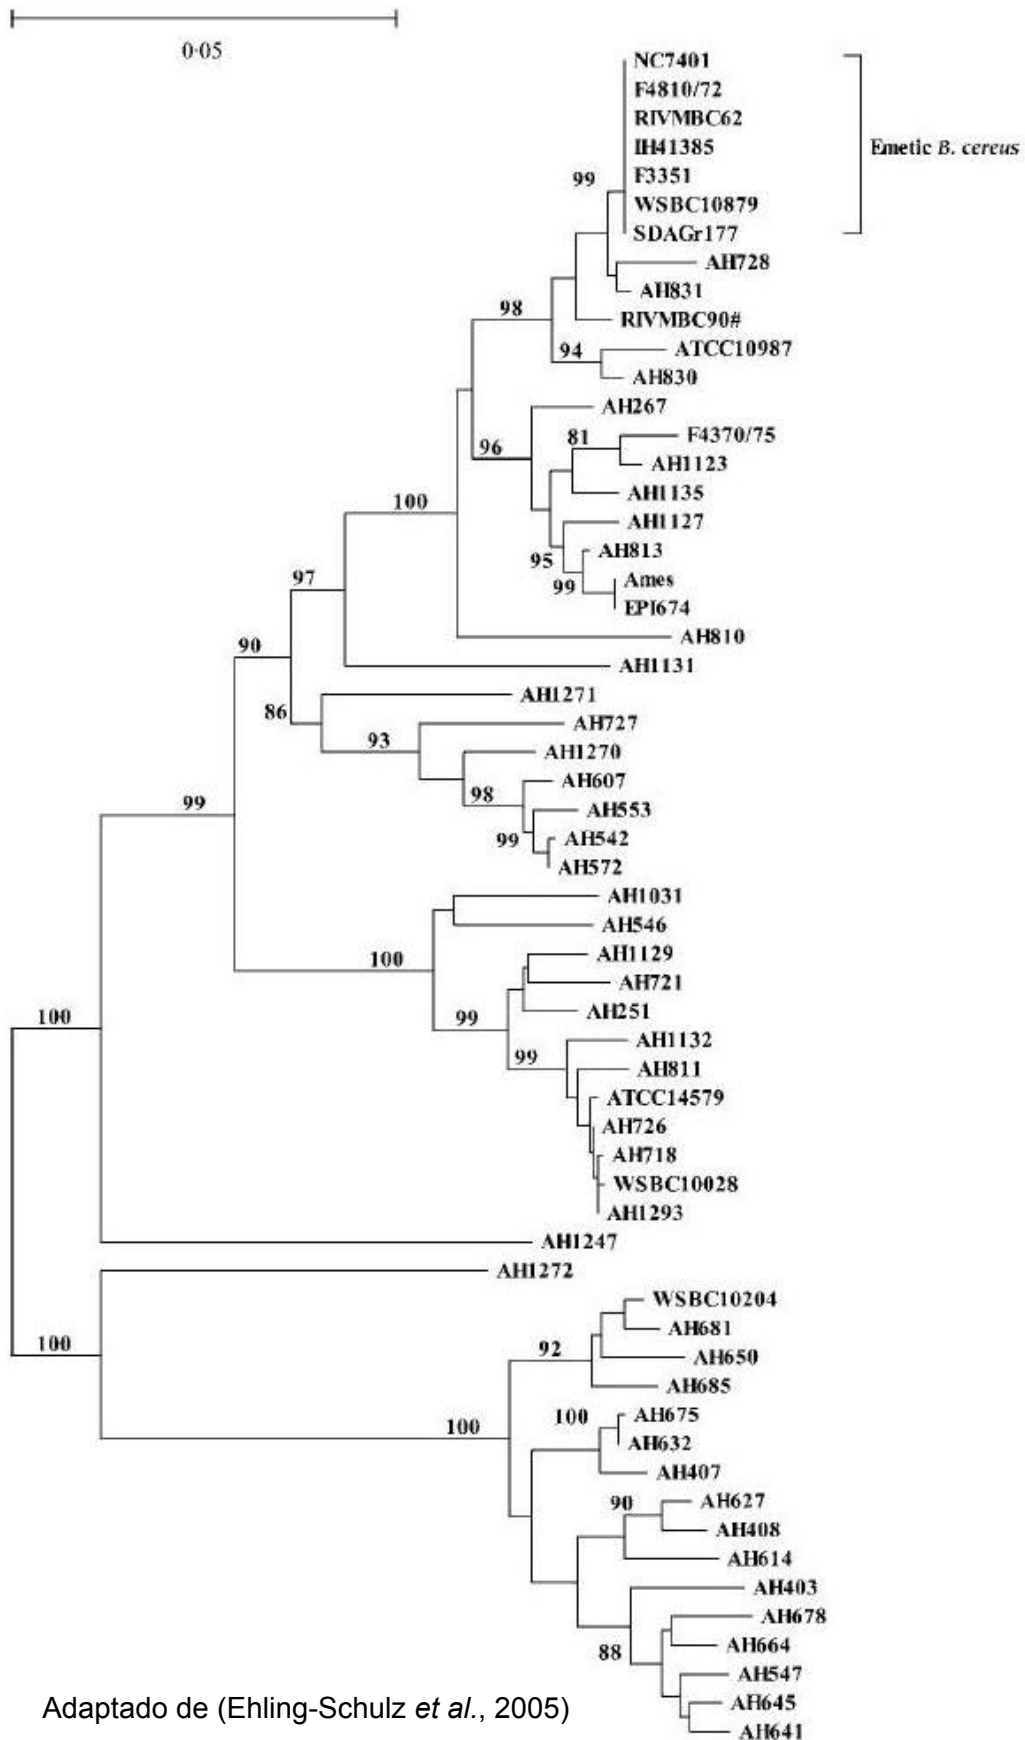 0·05
NC7401
F4810/72
RIVMBC62
IH41385
Emetic B. cereus
F3351
99
WSBC10879
SDAGr177
AH728
AH831
98
RIVMBC90#
94
ATCC10987
AH830
AH267
81
F4370/75
96
AH1123
AH1135
100
AH1127
AH813
95
Ames
97
99
EPI674
AH810
90
AH1131
AH1271
86
AH727
93
AH1270
AH607
98
AH553
99
AH542
99
AH572
AH1031
AH546
AH1129
100
AH721
AH251
100
99
AH1132
99
AH811
ATCC14579
AH726
AH718
WSBC10028
AH1293
AH1247
AH1272
WSBC10204
AH681
100
92
AH650
AH685
100
AH675
100
AH632
AH407
90
AH627
AH408
AH614
AH403
AH678
88
AH664
AH547
AH645
AH641
Adaptado de (Ehling-Schulz et al., 2005)